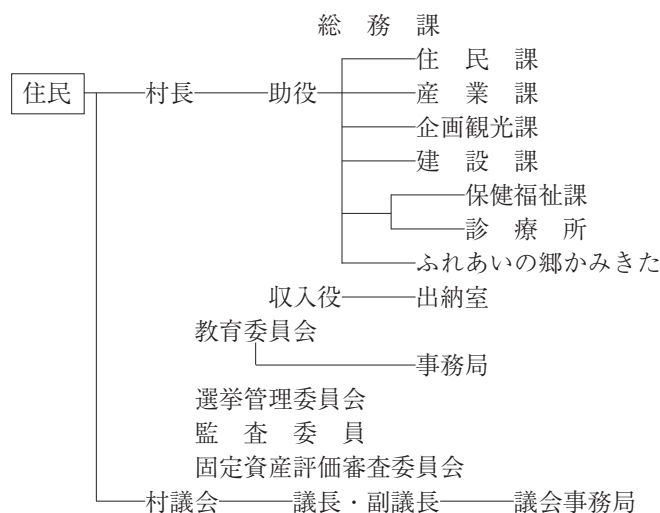 総務課
住民課
住民 村長 助役 産業課
企画観光課
建設課
保健福祉課
診療所
ふれあいの郷かみきた
収入役 出納室
教育委員会
事務局
選挙管理委員会
監査委員
固定資産評価審査委員会
村議会 議長・副議長 議会事務局